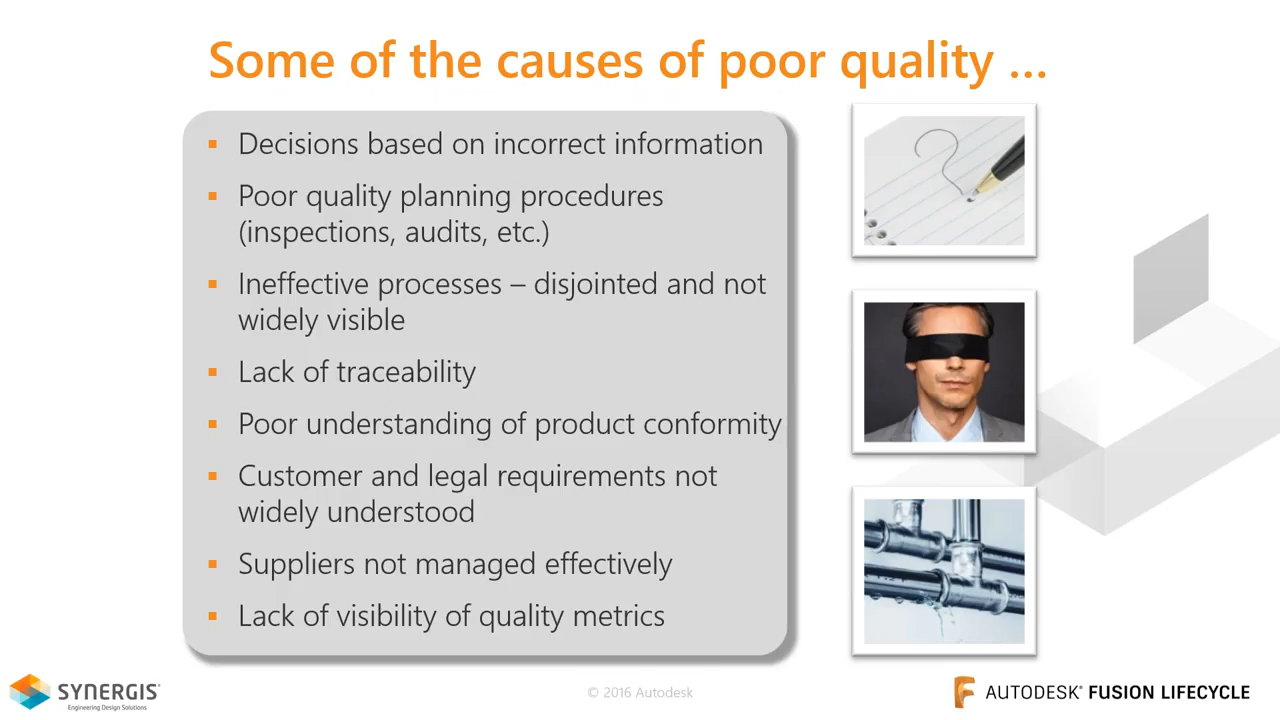 Some of the causes of poor quality ...
▪ Decisions based on incorrect information
▪ Poor quality planning procedures
(inspections, audits, etc.)
▪ Ineffective processes – disjointed and not
widely visible
▪ Lack of traceability
▪ Poor understanding of product conformity
▪ Customer and legal requirements not
widely understood
▪ Suppliers not managed effectively
▪ Lack of visibility of quality metrics
SYNERGIS®
Engineering Design Solutions
© 2016 Autodesk
AUTODESK® FUSION LIFECYCLE